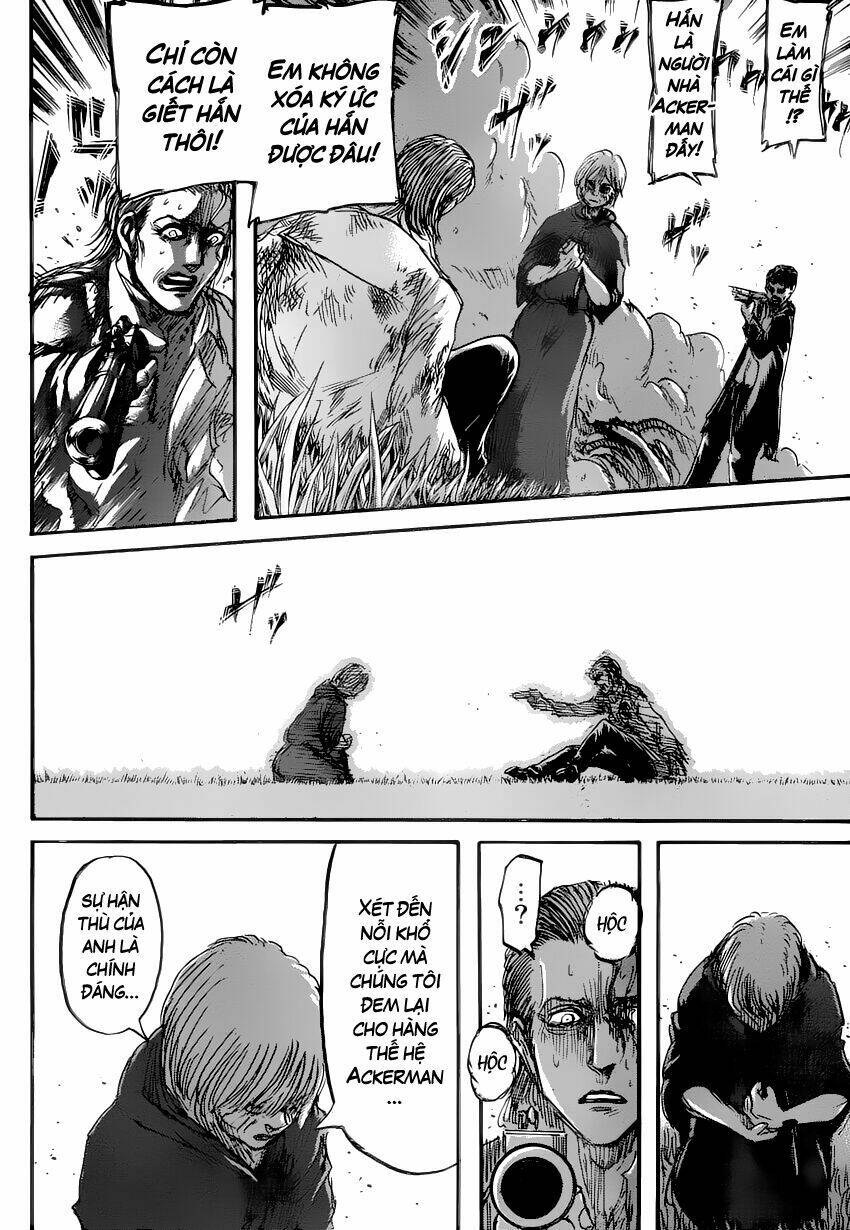 Em
làm
cái gì
thế
!?
Hắn
là
người
nhà
Acker-
man
đấy!
Em không
xóa ký ức
của hắn
được đâu!
Chỉ còn
cách là
giết hắn
thôi!
...?
Hộc
Hộc
Xét đến
nỗi khổ
cực mà
chúng tôi
đem lại
cho hàng
thế hệ
Ackerman
...
Sự hận
thù của
anh là
chính
đáng...